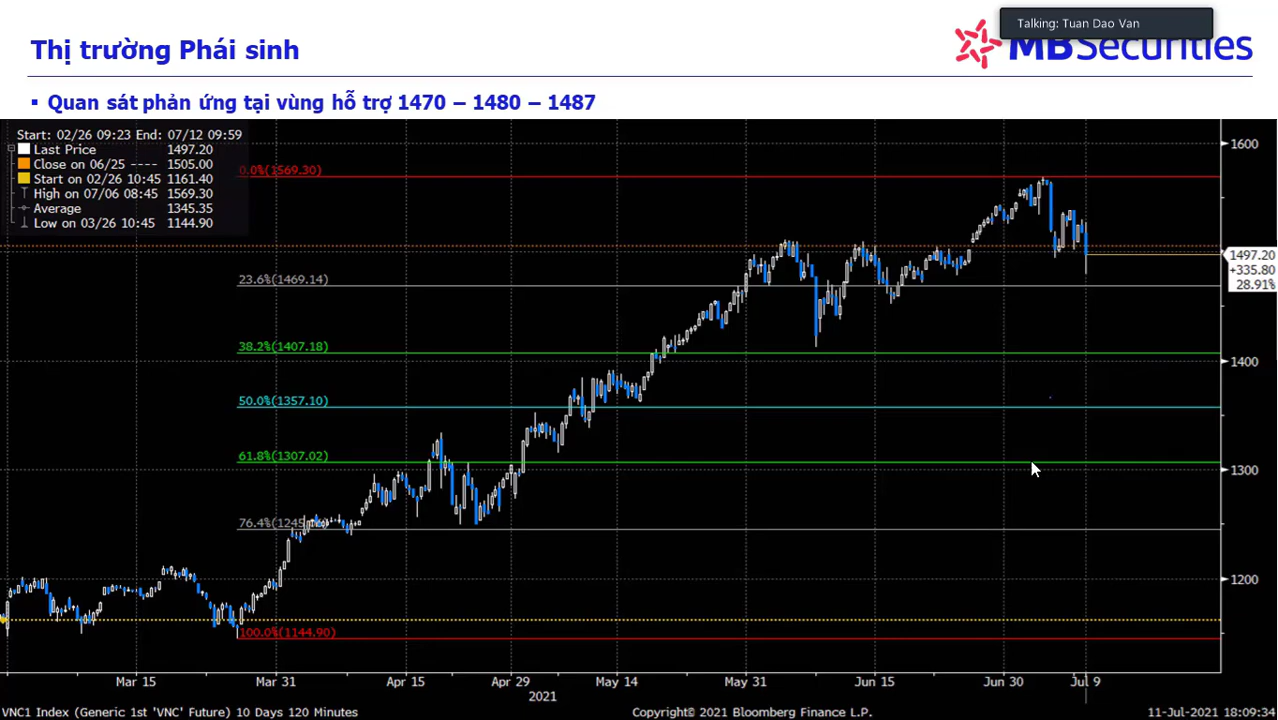 Talking: Tuan Dao Van
Thị trường Phái sinh
MBSecurities
Quan sát phản ứng tại vùng hỗ trợ 1470 – 1480 – 1487
Start: 02/26 09:23 End: 07/12 09:59
Last Price 1497.20
Close on 06/25 ---- 1505.00
Start on 02/26 10:45 1161.40
High on 07/06 08:45 1569.30
Average 1345.35
Low on 03/26 10:45 1144.90
0.0%(1569.30)
23.6%(1469.14)
38.2%(1407.18)
50.0%(1357.10)
61.8%(1307.02)
76.4%(1245
100.0%(1144.90)
1600
1497.20
+335.80
28.91%
1400
1300
1200
Mar 15 Mar 31 Apr 15 Apr 29 May 14 May 31 Jun 15 Jun 30 Jul 9
2021
VNC1 Index (Generic 1st 'VNC' Future) 10 Days 120 Minutes Copyright© 2021 Bloomberg Finance L.P. 11-Jul-2021 18:09:34